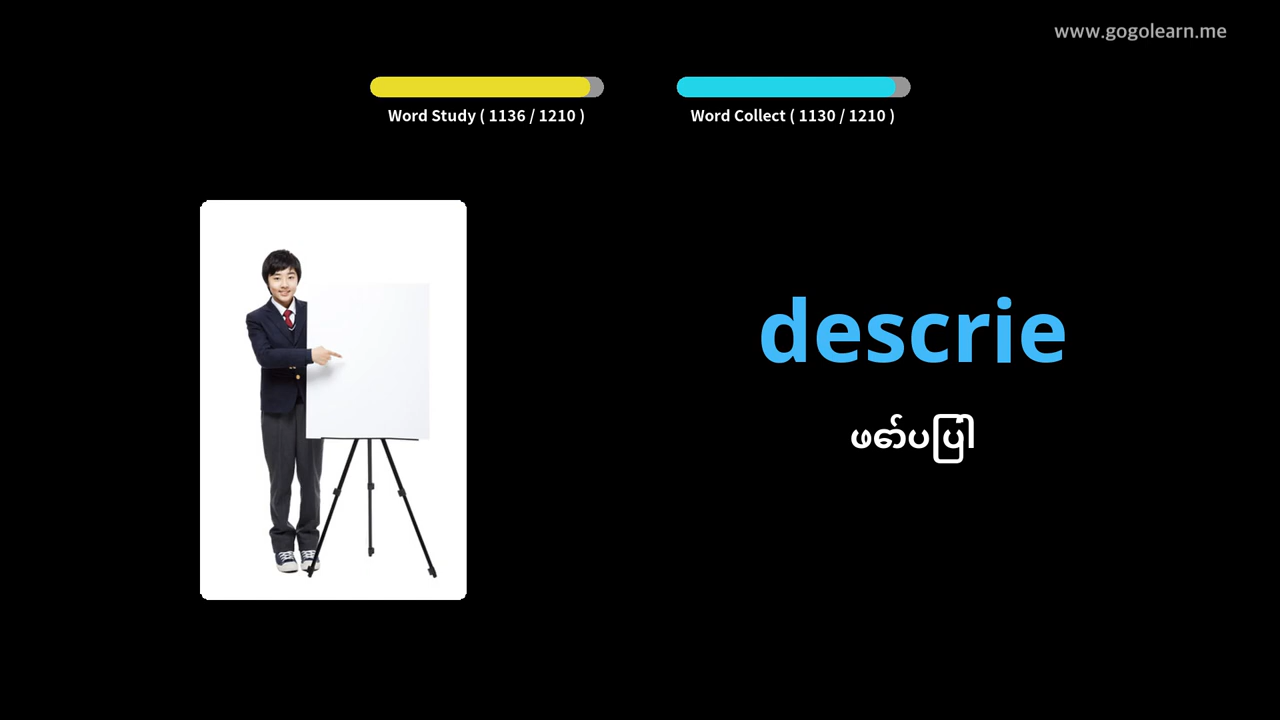 www.gogolearn.me
Word Study ( 1136 / 1210 )
Word Collect ( 1130 / 1210 )
descrie
ဖော်ပပြါ